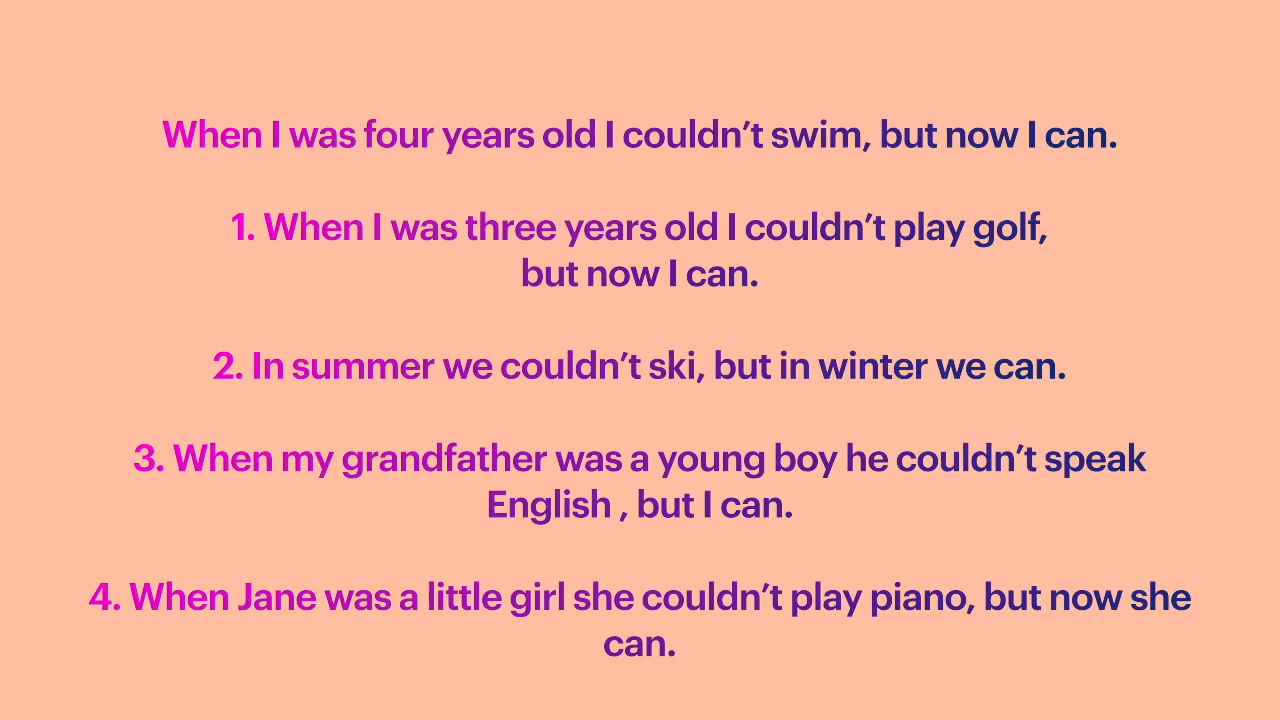 When I was four years old I couldn’t swim, but now I can.
1. When I was three years old I couldn’t play golf,
but now I can.
2. In summer we couldn’t ski, but in winter we can.
3. When my grandfather was a young boy he couldn’t speak
English , but I can.
4. When Jane was a little girl she couldn’t play piano, but now she
can.